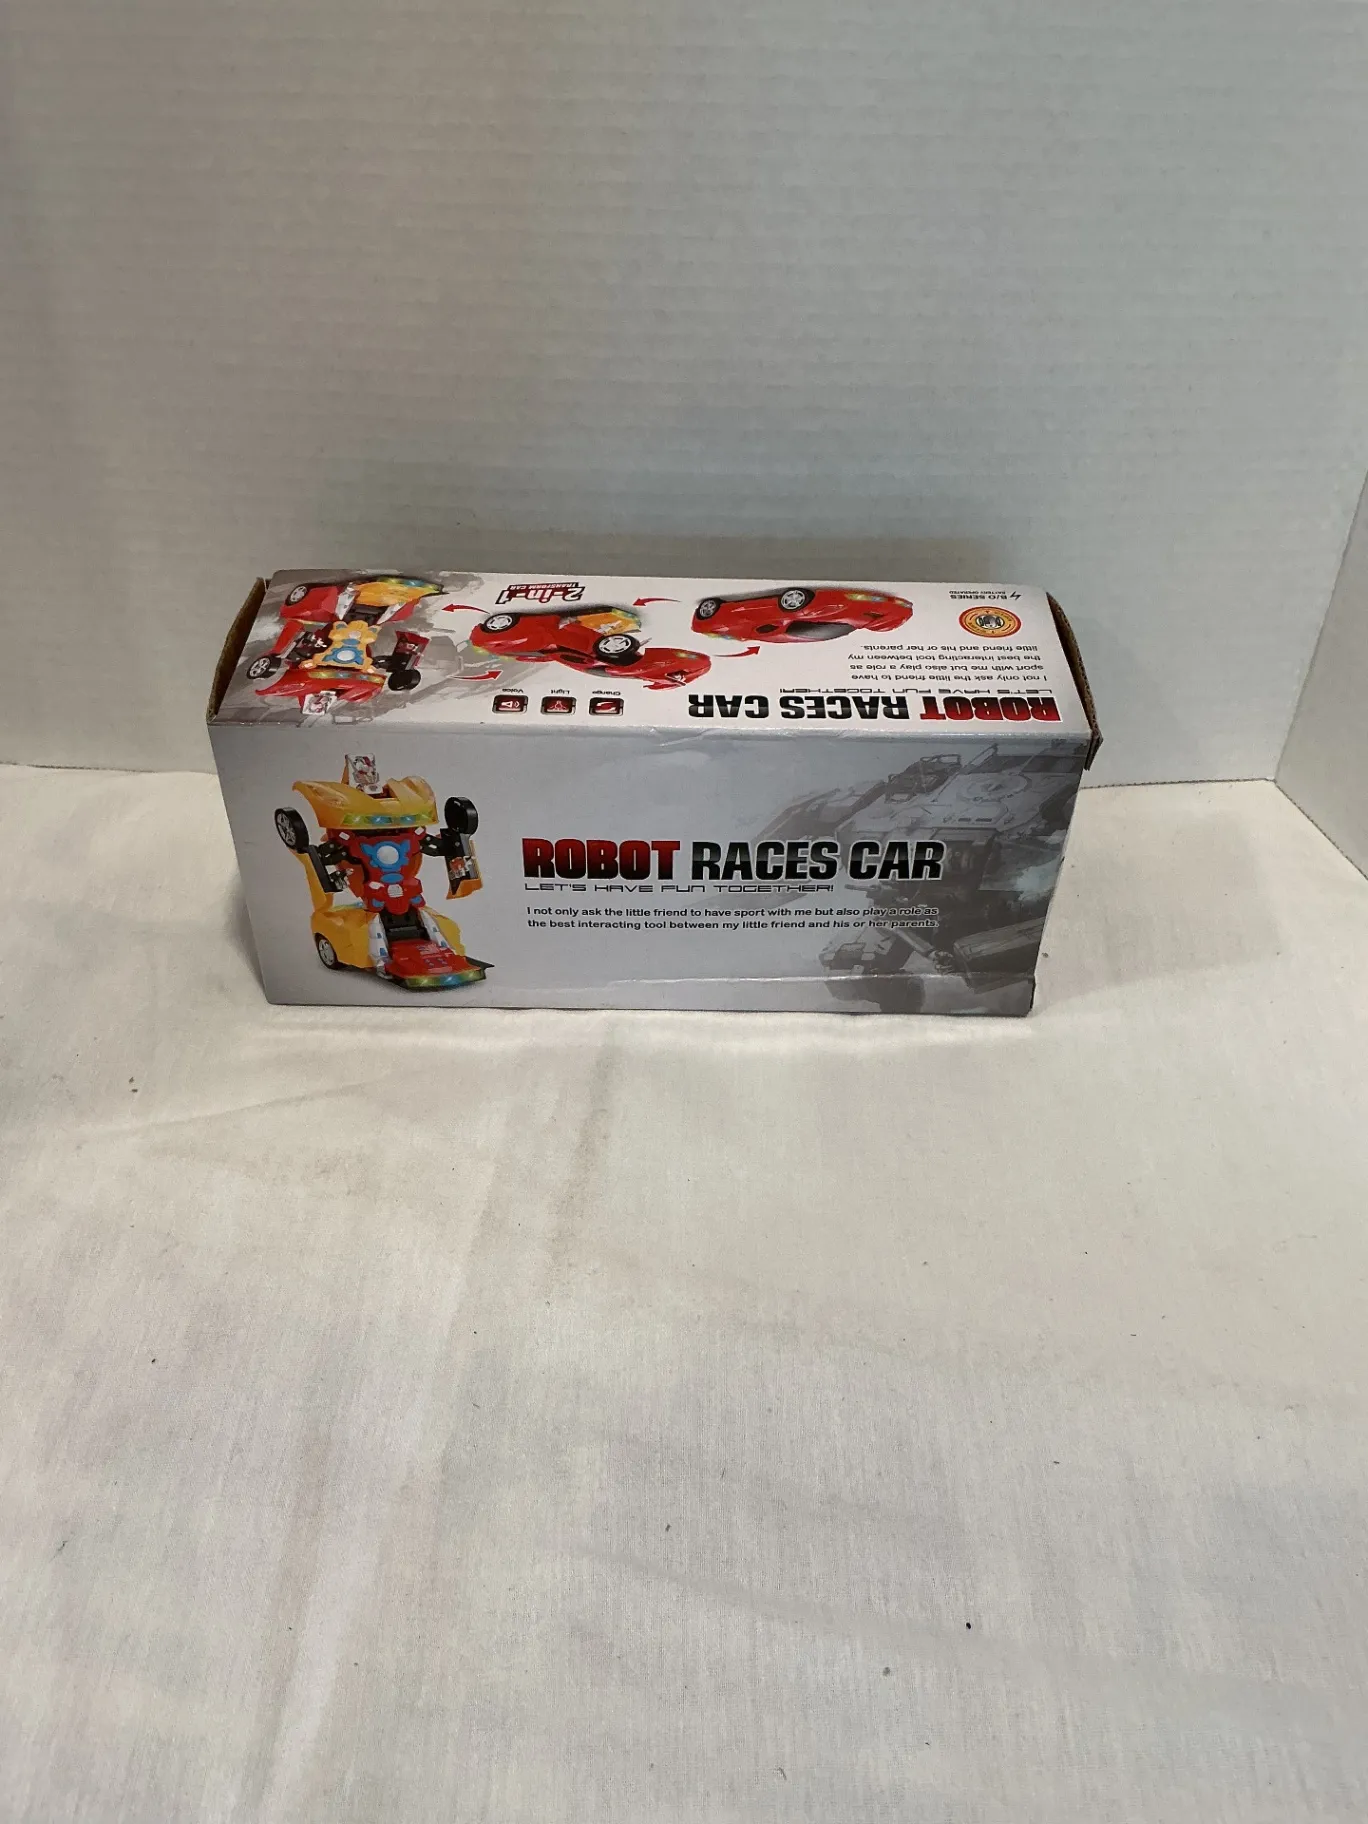 2-in-1
TRANSFORM CAR
B/O SERIES
BATTERY OPERATED
Change
Light
Voice
ROBOT RACES CAR
LET'S HAVE FUN TOGETHER!
I not only ask the little friend to have
sport with me but also play a role as
the best interacting tool between my
little friend and his or her parents.
ROBOT RACES CAR
LET'S HAVE FUN TOGETHER!
I not only ask the little friend to have sport with me but also play a role as
the best interacting tool between my little friend and his or her parents.